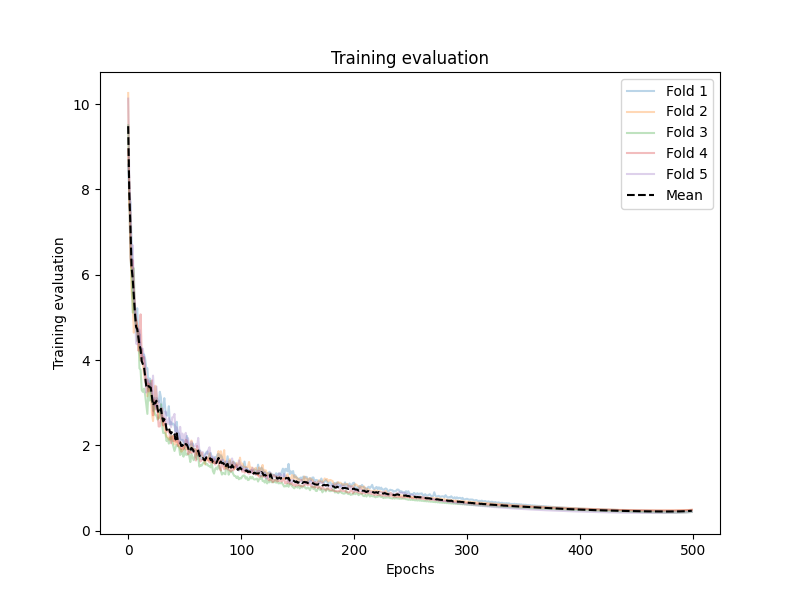 Training evaluation
Training evaluation
10
8
6
4
2
0
0 100 200 300 400 500
Epochs
Fold 1
Fold 2
Fold 3
Fold 4
Fold 5
Mean